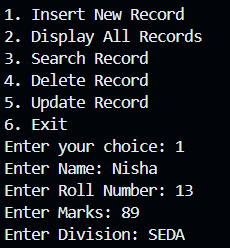 1. Insert New Record
2. Display All Records
3. Search Record
4. Delete Record
5. Update Record
6. Exit
Enter your choice: 1
Enter Name: Nisha
Enter Roll Number: 13
Enter Marks: 89
Enter Division: SEDA